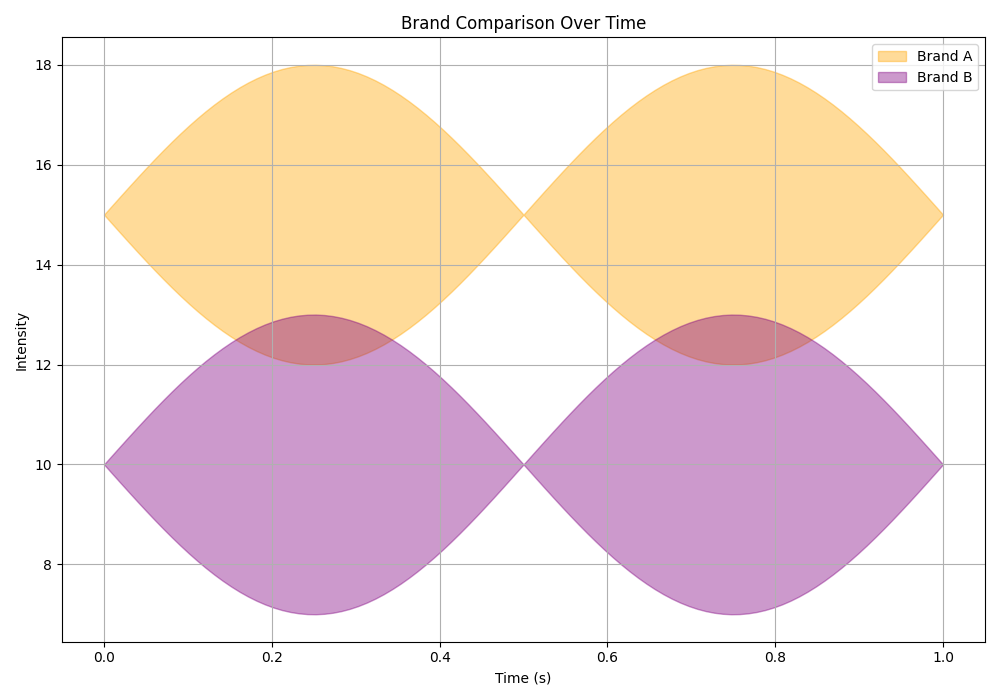 Brand Comparison Over Time
Brand A
Brand B
Intensity
18
16
14
12
10
8
0.0 0.2 0.4 0.6 0.8 1.0
Time (s)